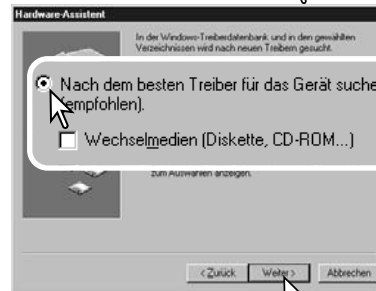 Hardware-Assistent
In der Windows-Treiberdatenbank und in den gewählten
Verzeichnissen wird nach neuen Treibern gesucht.
Nach dem besten Treiber für das Gerät suche
(empfohlen).
Wechselmedien (Diskette, CD-ROM...)
zum Auswählen anzeigen.
< Zurück Weiter > Abbrechen